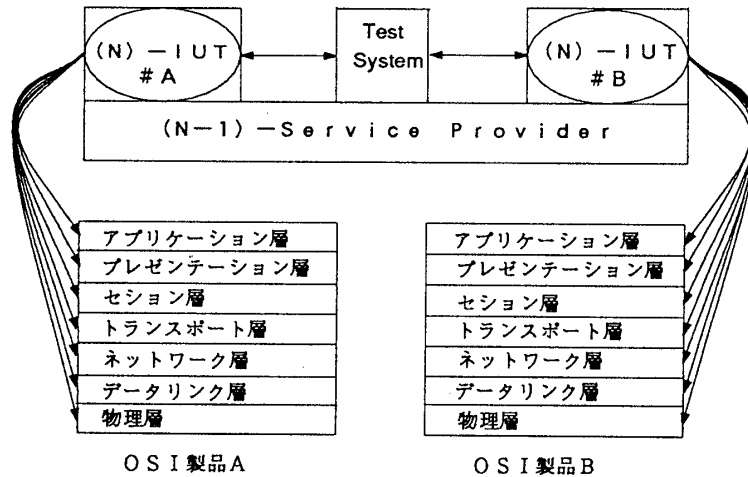 (N)-IUT
#A
Test
System
(N)-IUT
#B
(N-1)-Service Provider
アプリケーション層
プレゼンテーション層
セション層
トランスポート層
ネットワーク層
データリンク層
物理層
OSI製品A
アプリケーション層
プレゼンテーション層
セション層
トランスポート層
ネットワーク層
データリンク層
物理層
OSI製品B